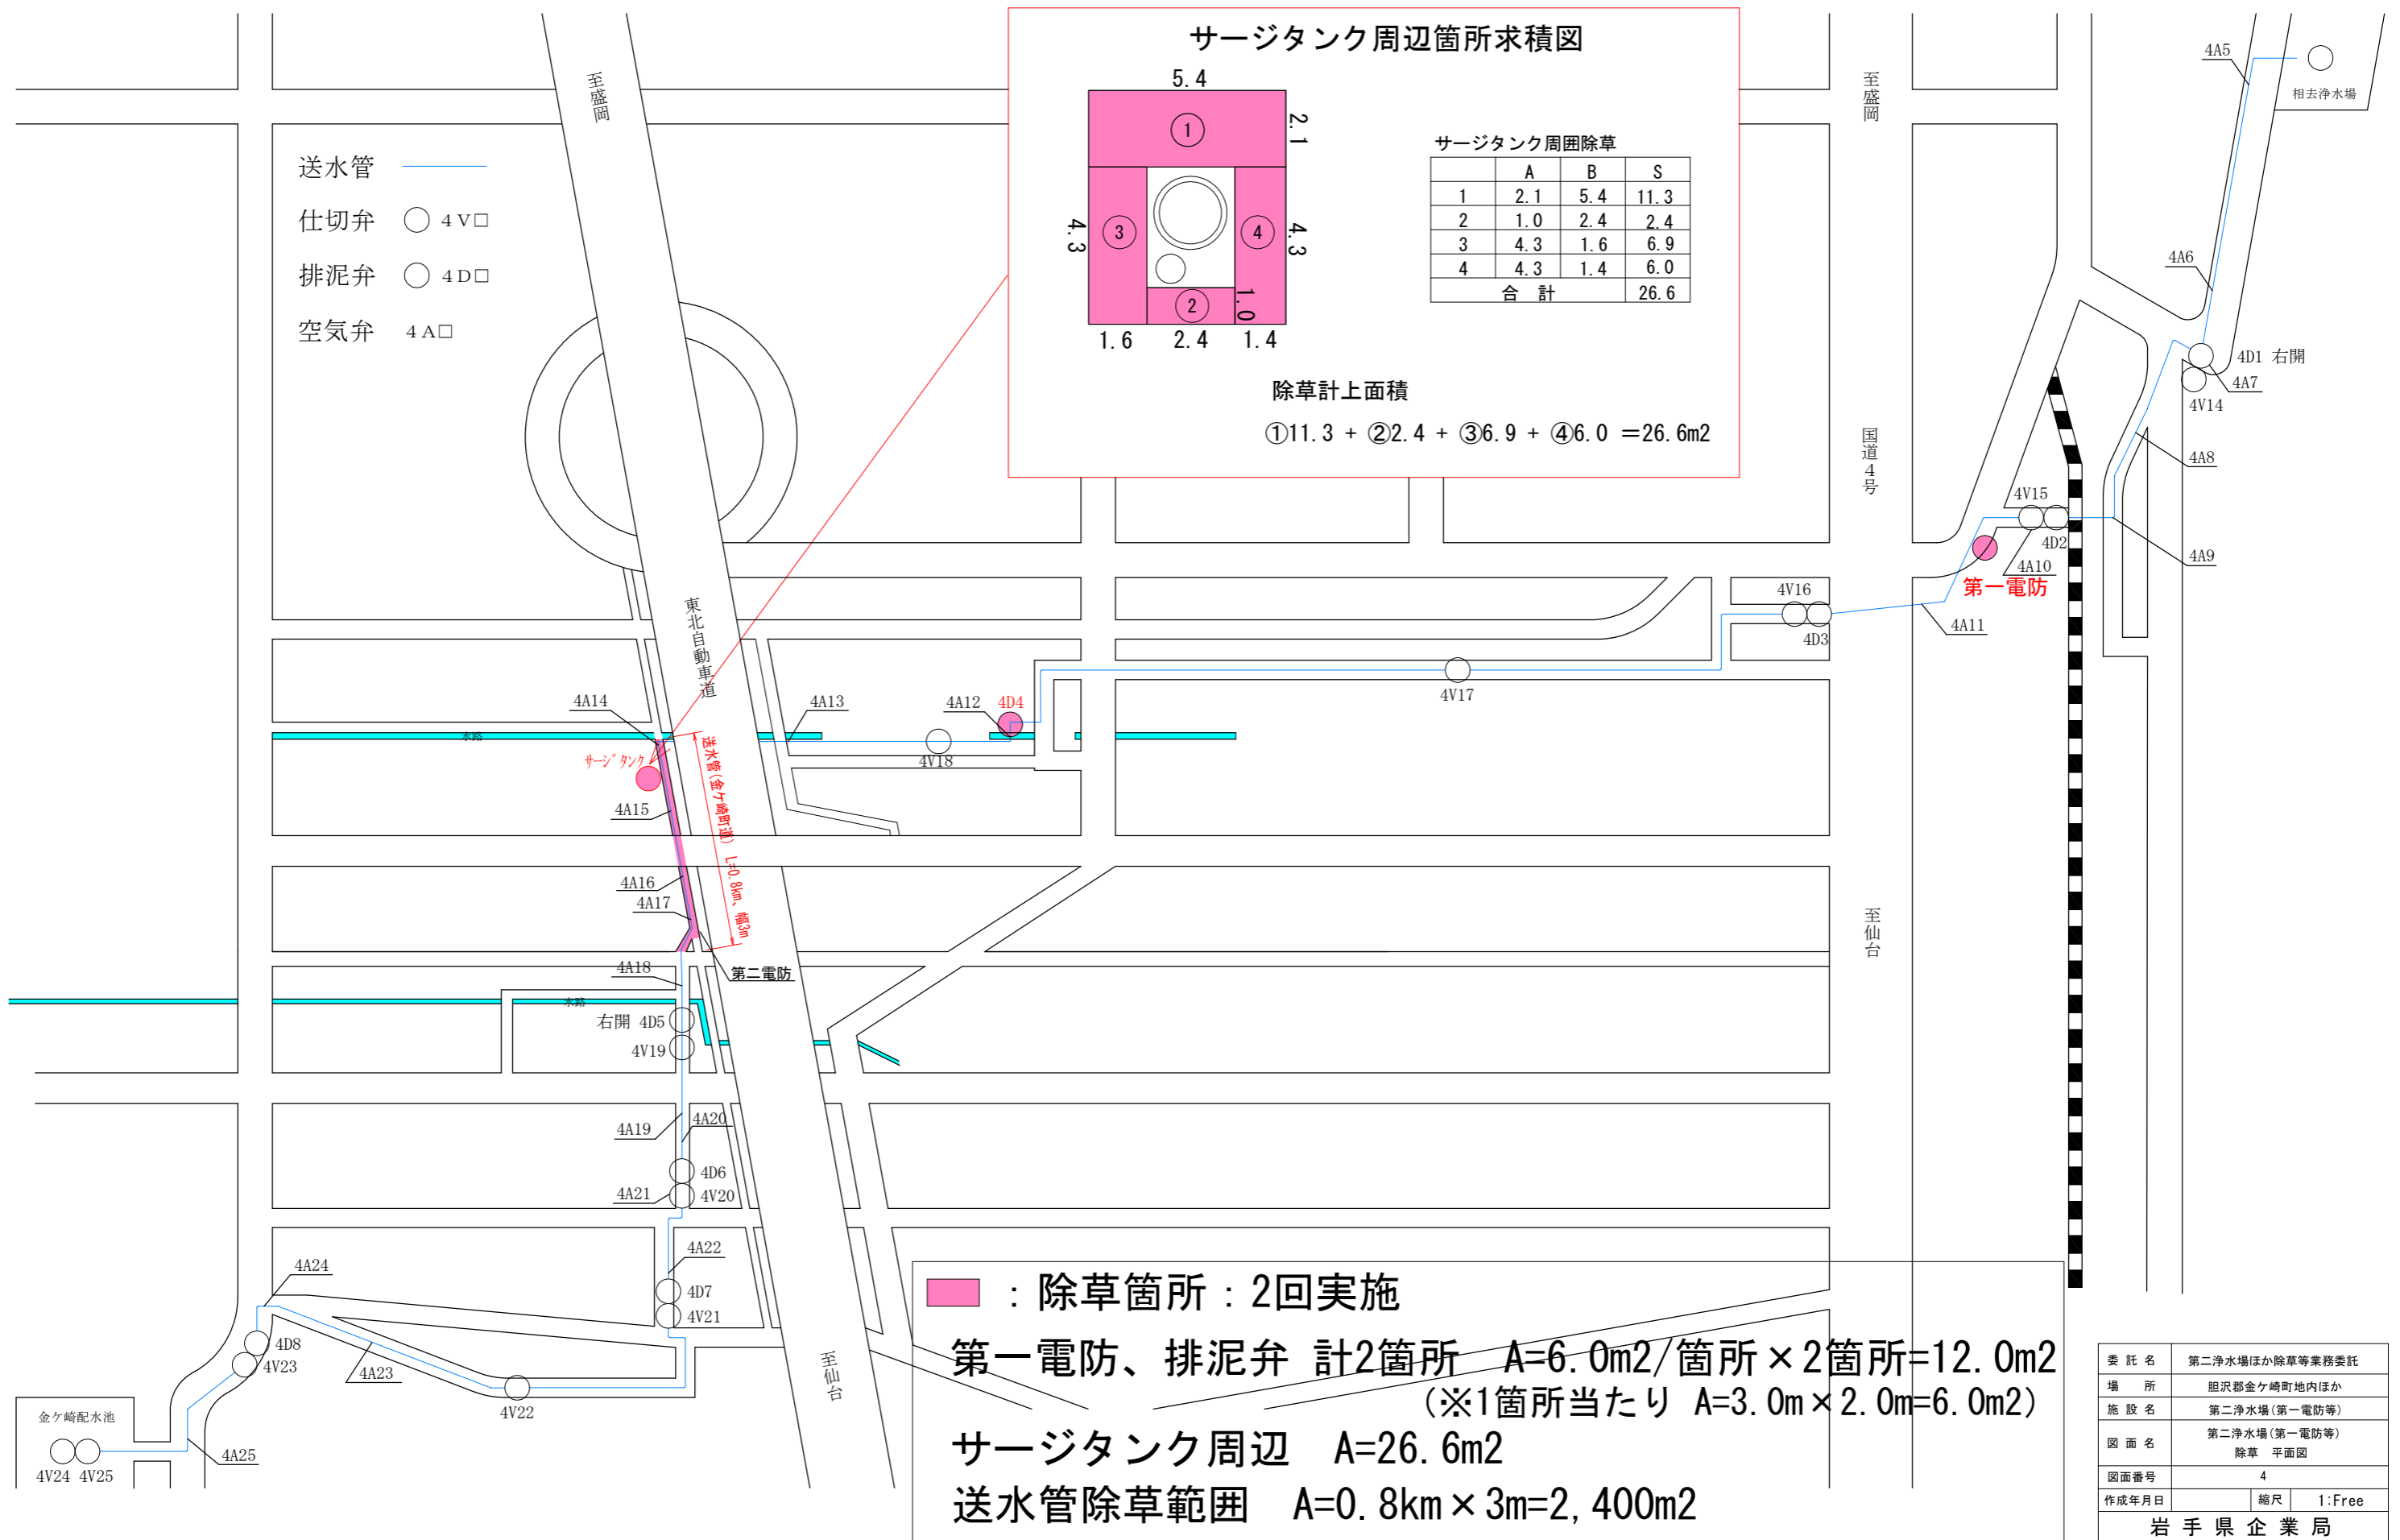 サージタンク周辺箇所求積図
5.4
2.1
①
4.3
③
④
4.3
②
1.0
1.6
2.4
1.4
サージタンク周囲除草
A B S
1 2.1 5.4 11.3
2 1.0 2.4 2.4
3 4.3 1.6 6.9
4 4.3 1.4 6.0
合 計 26.6
除草計上面積
①11.3 + ②2.4 + ③6.9 + ④6.0 =26.6m2
送水管
仕切弁 ○ 4V□
排泥弁 ○ 4D□
空気弁 4A□
至盛岡
至盛岡
4A5
相去浄水場
4A6
4D1 右開
4A7
4V14
国道4号
4A8
4V15
4D2
4A9
4A10
第一電防
4V16
4D3
4A11
東北自動車道
4V17
4A14
4A13
4A12
4D4
水路
4V18
サージタンク
送水管(金ケ崎町道) L=0.8km、幅3m
4A15
4A16
4A17
至仙台
4A18
第二電防
水路
右開 4D5
4V19
4A19
4A20
4D6
4A21
4V20
4A22
4A24
4D7
4V21
4D8
4V23
4A23
4V22
至仙台
金ケ崎配水池
4V24 4V25
4A25
：除草箇所：2回実施
第一電防、排泥弁 計2箇所 A=6.0m2/箇所×2箇所=12.0m2
(※1箇所当たり A=3.0m×2.0m=6.0m2)
サージタンク周辺 A=26.6m2
送水管除草範囲 A=0.8km×3m=2,400m2
委託名 第二浄水場ほか除草等業務委託
場 所 胆沢郡金ケ崎町地内ほか
施設名 第二浄水場(第一電防等)
図面名 第二浄水場(第一電防等)
除草 平面図
図面番号 4
作成年月日 縮尺 1:Free
岩手県企業局